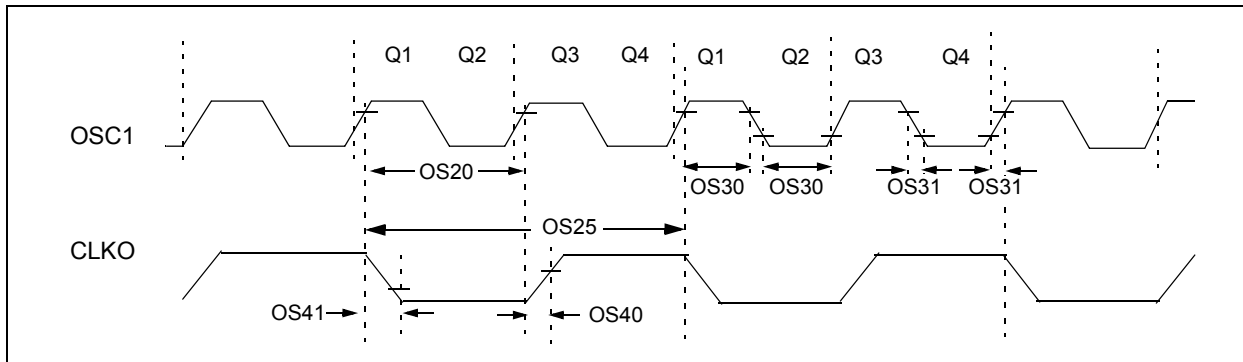 Q1 Q2 Q3 Q4 Q1 Q2 Q3 Q4
OSC1
OS20 OS30 OS30 OS31 OS31
OS25
CLKO
OS41 OS40